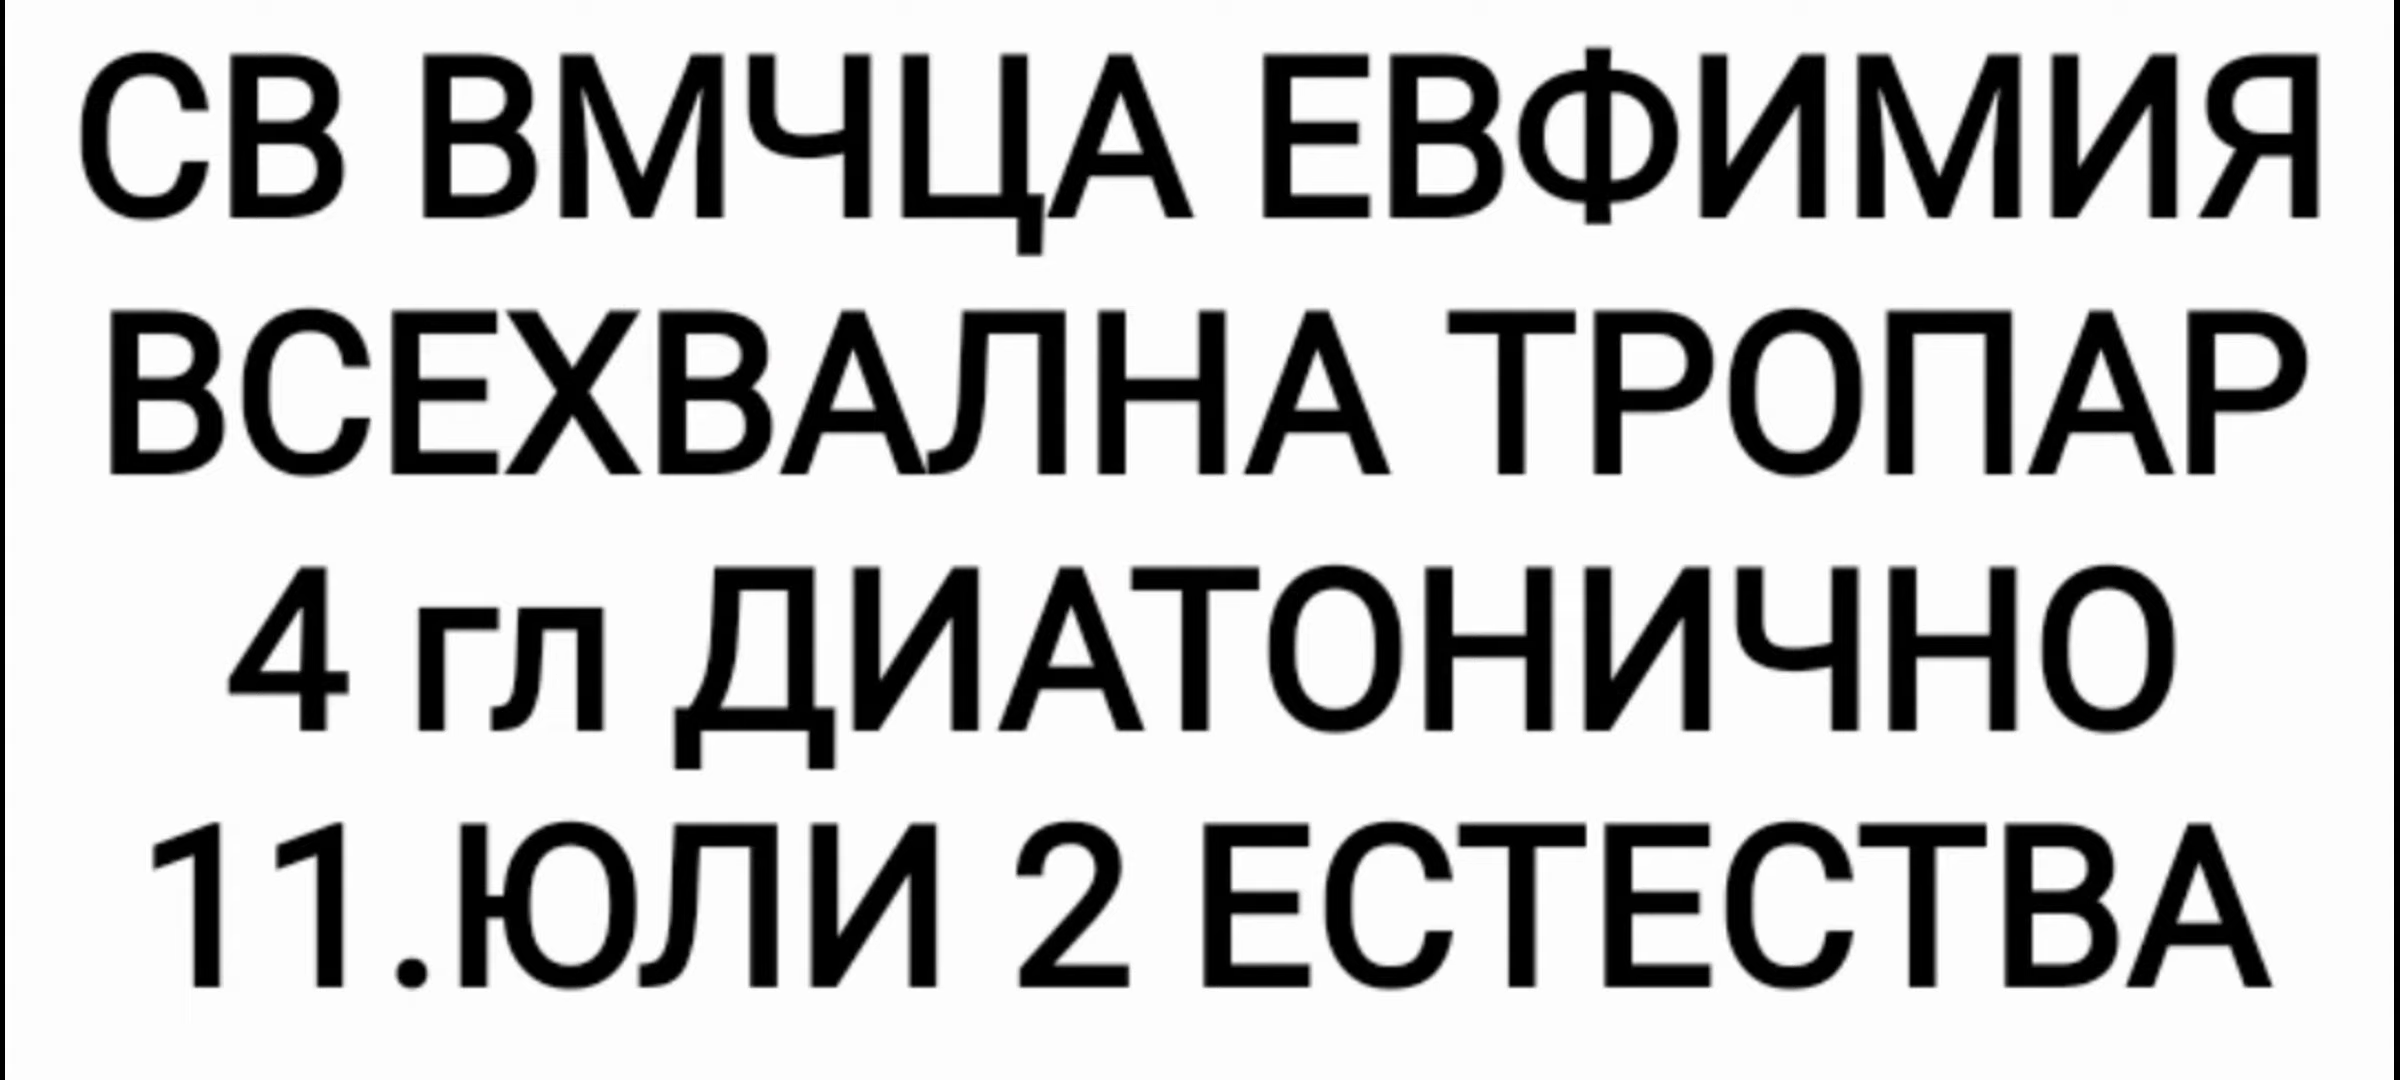 СВ ВМЧЦА ЕВФИМИЯ
ВСЕХВАЛНА ТРОПАР
4 гл ДИАТОНИЧНО
11.ЮЛИ 2 ЕСТЕСТВА